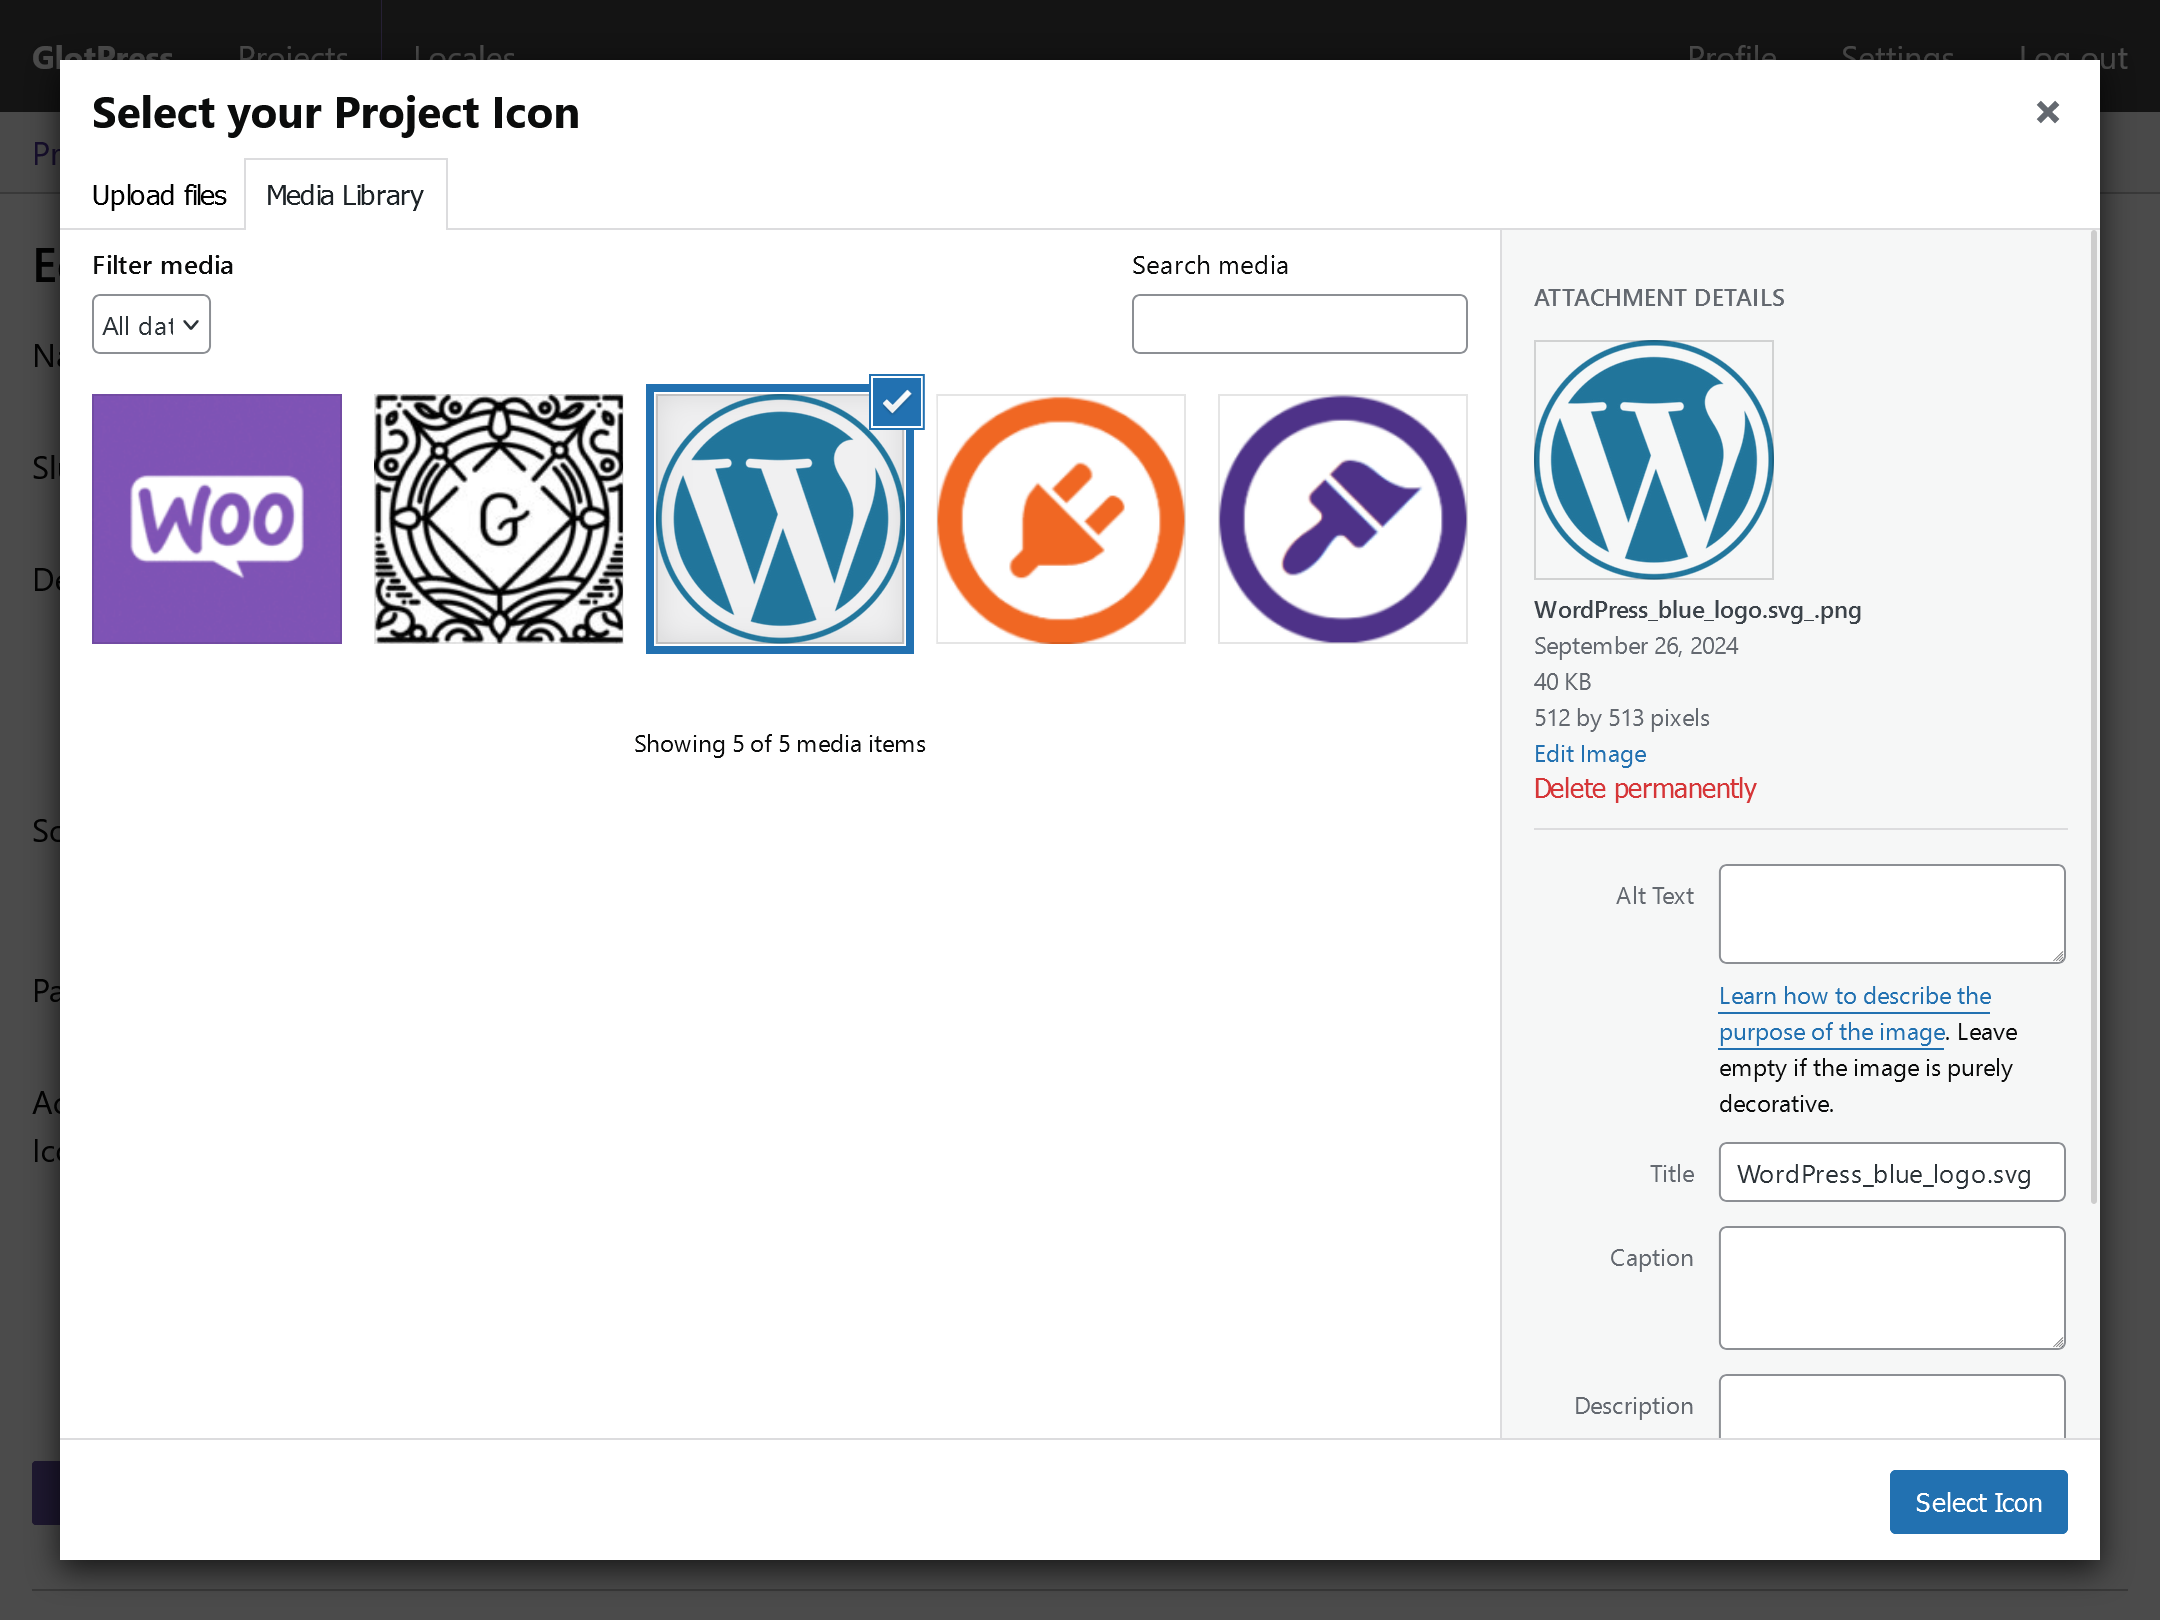 GlotPress Projects Locales Profile Settings Log out
Select your Project Icon
Upload files Media Library
Filter media
All dat
Search media
WOO
G
W
Showing 5 of 5 media items
ATTACHMENT DETAILS
W
WordPress_blue_logo.svg_.png
September 26, 2024
40 KB
512 by 513 pixels
Edit Image
Delete permanently
Alt Text
Learn how to describe the
purpose of the image. Leave
empty if the image is purely
decorative.
Title WordPress_blue_logo.svg
Caption
Description
Select Icon